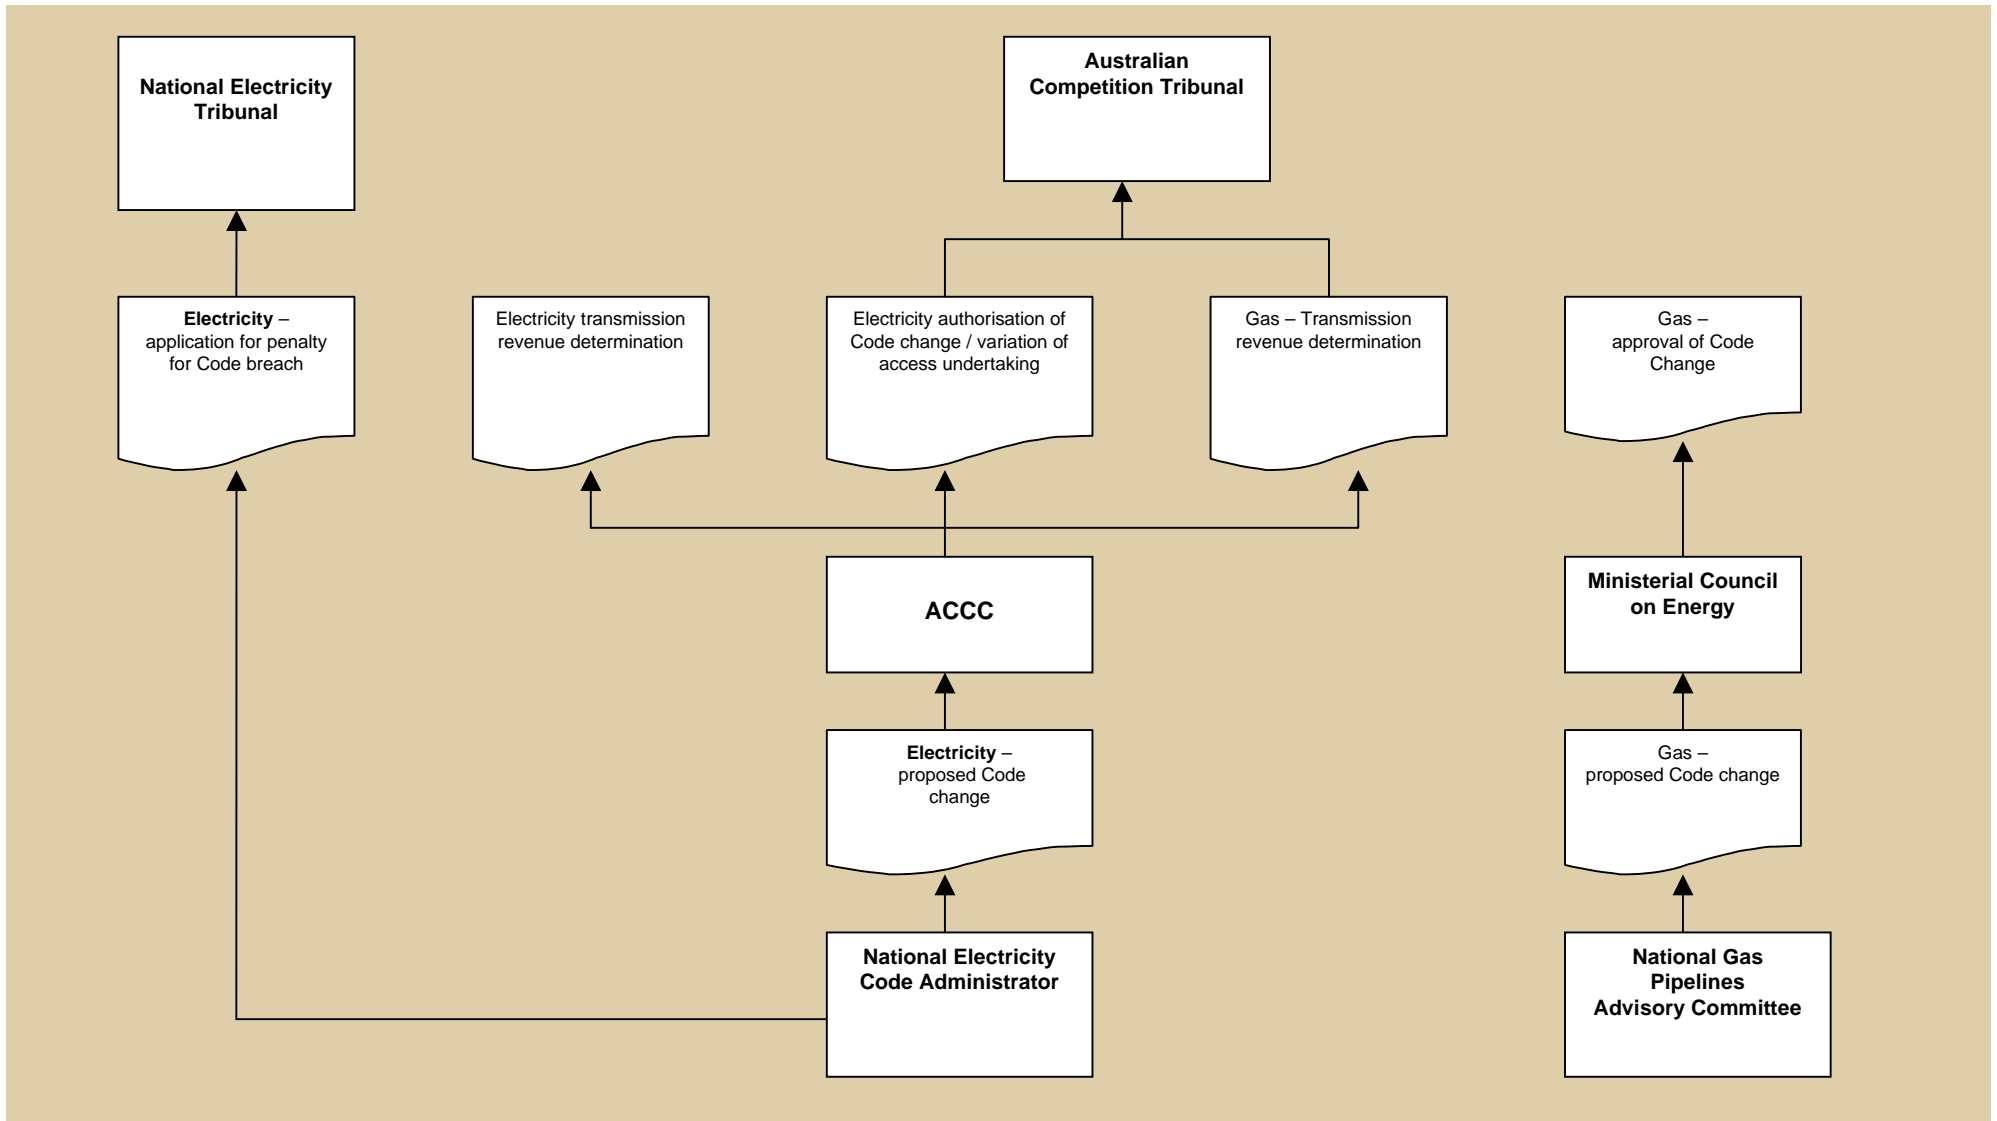 National Electricity
Tribunal
Australian
Competition Tribunal
Electricity –
application for penalty
for Code breach
Electricity transmission
revenue determination
Electricity authorisation of
Code change / variation of
access undertaking
Gas – Transmission
revenue determination
Gas –
approval of Code
Change
ACCC
Ministerial Council
on Energy
Electricity –
proposed Code
change
Gas –
proposed Code change
National Electricity
Code Administrator
National Gas
Pipelines
Advisory Committee